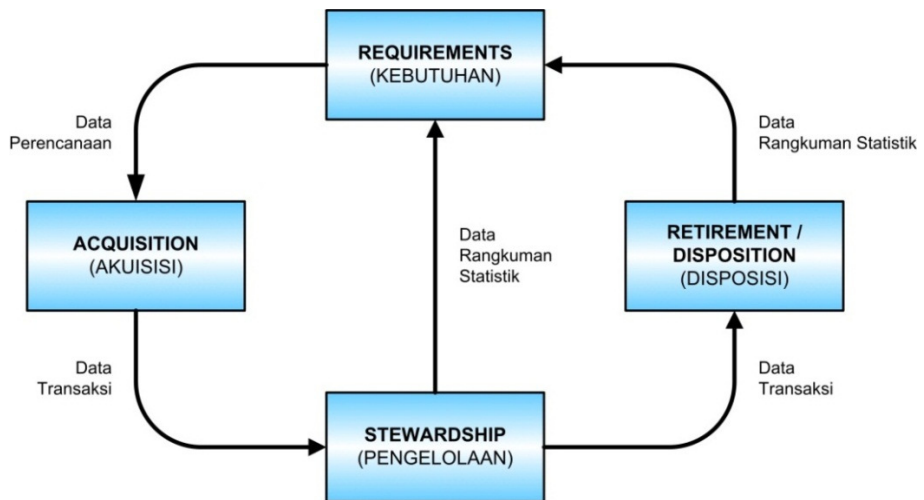 REQUIREMENTS
(KEBUTUHAN)
Data
Perencanaan
Data
Rangkuman Statistik
ACQUISITION
(AKUISISI)
Data
Rangkuman
Statistik
RETIREMENT /
DISPOSITION
(DISPOSISI)
Data
Transaksi
Data
Transaksi
STEWARDSHIP
(PENGELOLAAN)